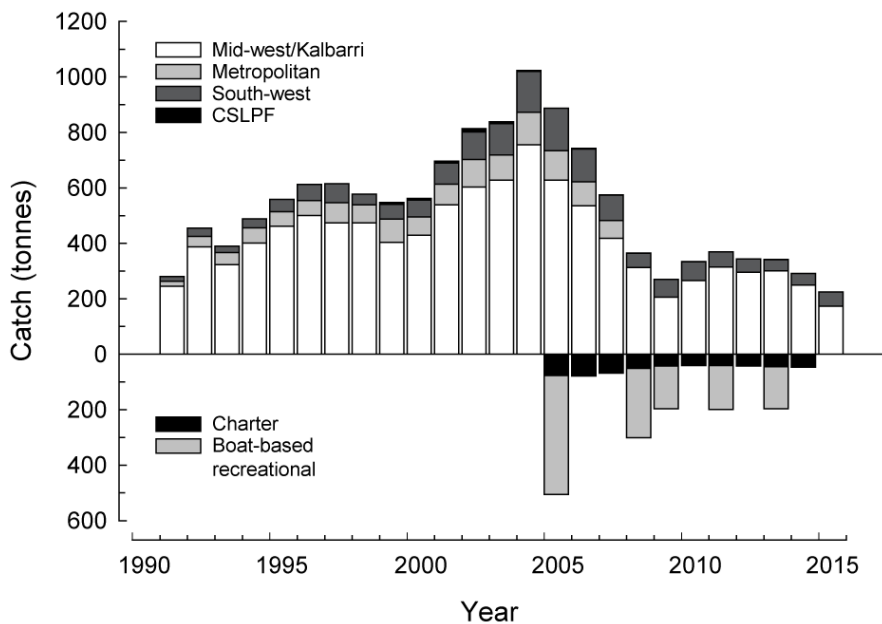 1200
1000
800
600
400
200
0
200
400
600
Catch (tonnes)
Mid-west/Kalbarri
Metropolitan
South-west
CSLPF
Charter
Boat-based
recreational
1990 1995 2000 2005 2010 2015
Year